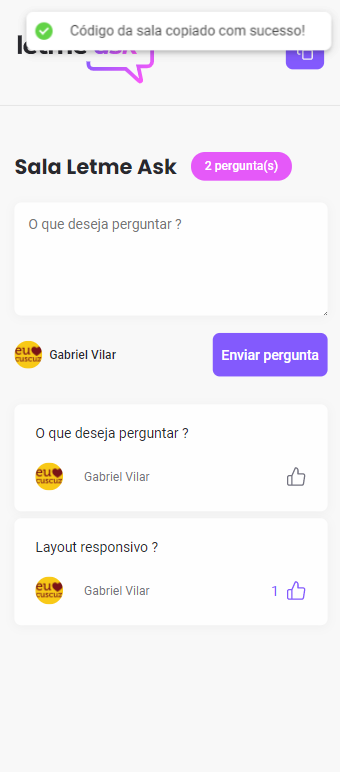 Código da sala copiado com sucesso!
letme ask
Sala Letme Ask
2 pergunta(s)
O que deseja perguntar ?
eu
cuscuz
Gabriel Vilar
Enviar pergunta
O que deseja perguntar ?
eu
cuscuz
Gabriel Vilar
Layout responsivo ?
eu
cuscuz
Gabriel Vilar
1